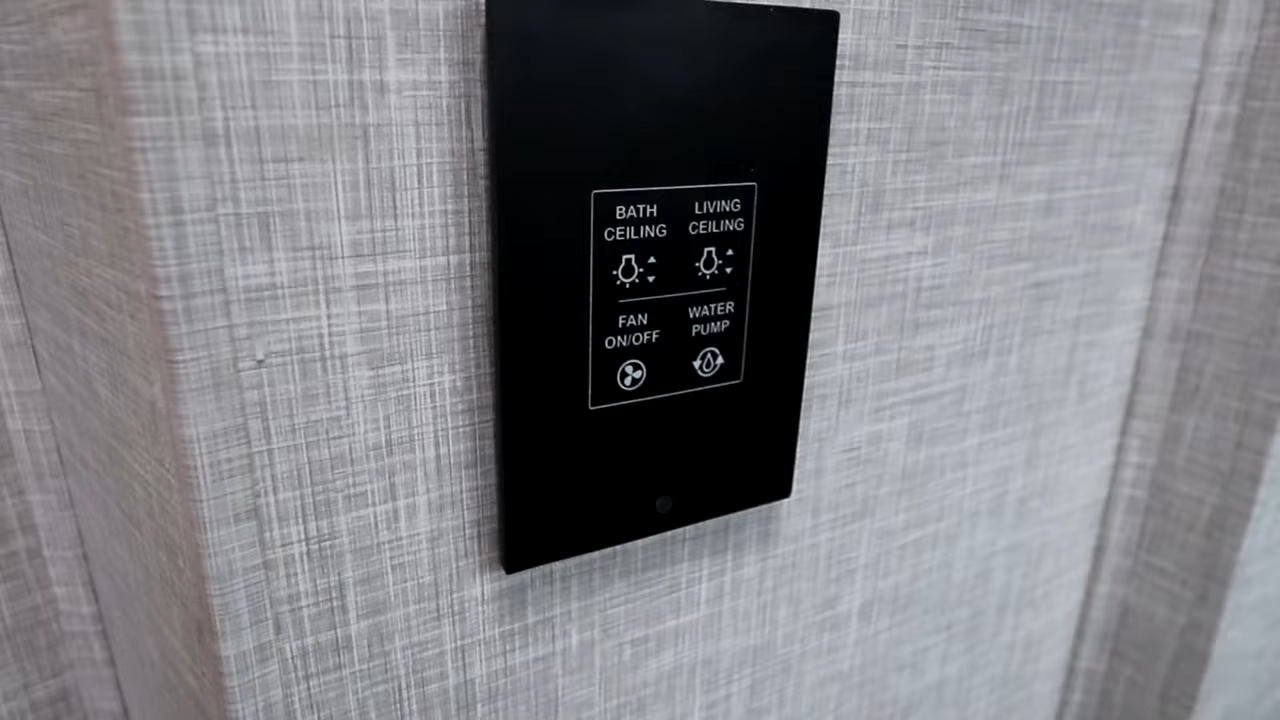 BATH
CEILING
LIVING
CEILING
FAN
ON/OFF
WATER
PUMP